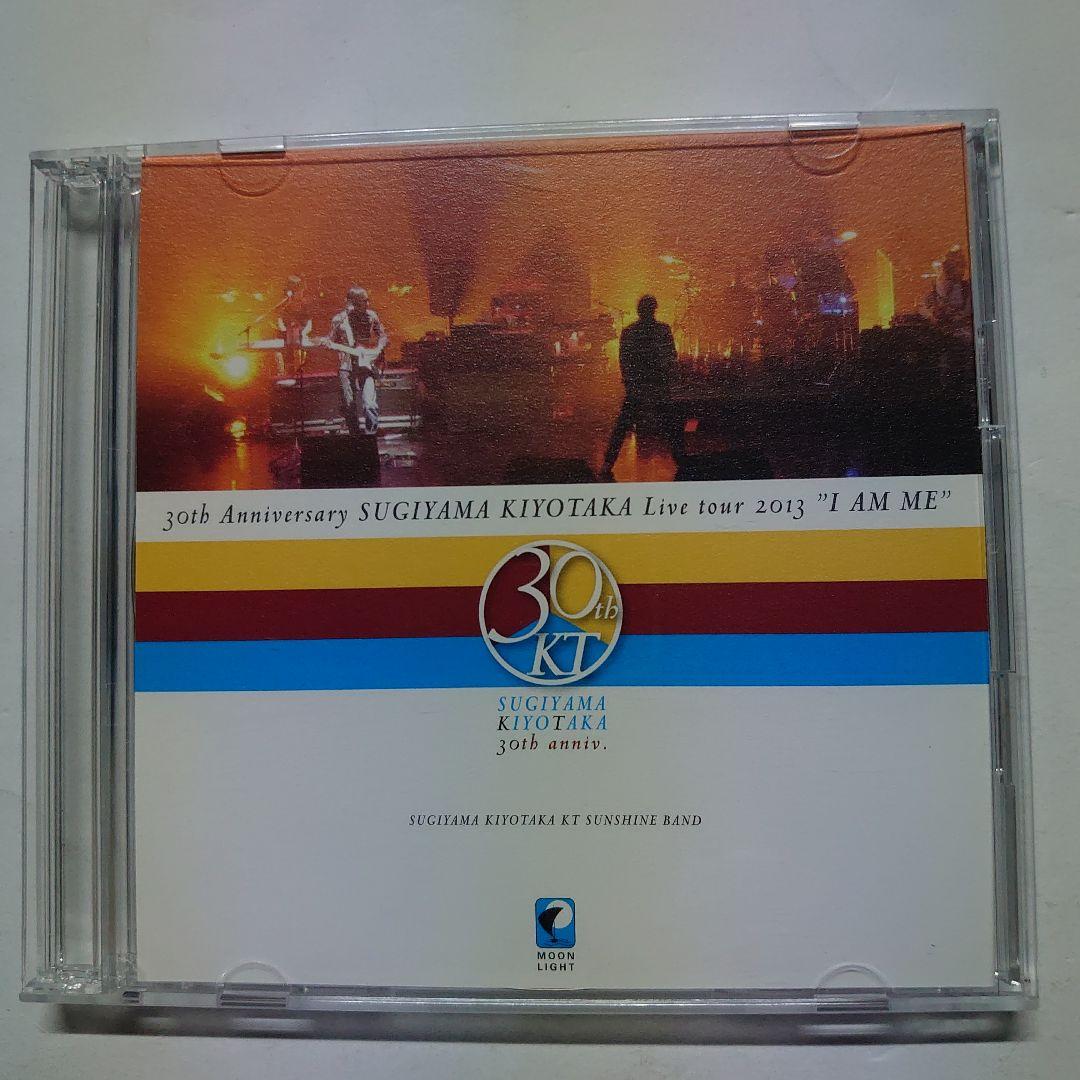 30th Anniversary SUGIYAMA KIYOTAKA Live tour 2013 ”I AM ME”
30th
KT
SUGIYAMA
KIYOTAKA
30th anniv.
SUGIYAMA KIYOTAKA KT SUNSHINE BAND
MOON
LIGHT